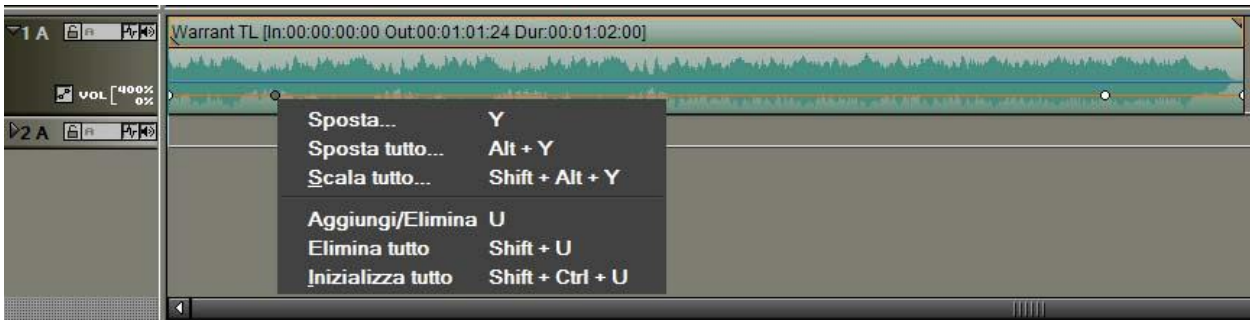 1 A
Warrant TL [In:00:00:00:00 Out:00:01:01:24 Dur:00:01:02:00]
VOL 400%
0%
2 A
Sposta... Y
Sposta tutto... Alt + Y
Scala tutto... Shift + Alt + Y
Aggiungi/Elimina U
Elimina tutto Shift + U
Inizializza tutto Shift + Ctrl + U